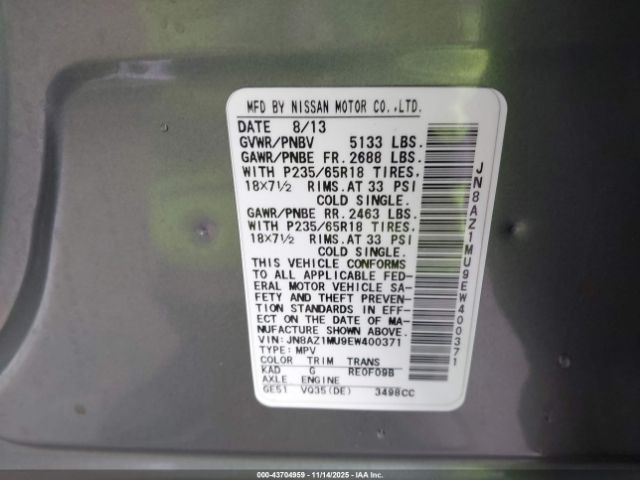 MFD BY NISSAN MOTOR CO.,LTD.
DATE 8/13
GVWR/PNBV 5133 LBS.
GAWR/PNBE FR. 2688 LBS.
WITH P235/65R18 TIRES,
18X7½ RIMS. AT 33 PSI
COLD SINGLE.
GAWR/PNBE RR. 2463 LBS.
WITH P235/65R18 TIRES,
18X7½ RIMS. AT 33 PSI
COLD SINGLE.
THIS VEHICLE CONFORMS
TO ALL APPLICABLE FED-
ERAL MOTOR VEHICLE SA-
FETY AND THEFT PREVEN-
TION STANDARDS IN EFF-
ECT ON THE DATE OF MA-
NUFACTURE SHOWN ABOVE.
VIN: JN8AZ1MU9EW400371
TYPE: MPV
COLOR TRIM TRANS
KAD G RE0F09B
AXLE ENGINE
GE51 VQ35(DE) 3498CC
JN8AZ1MU9EW400371
000-43704959 - 11/14/2025 - COPART.COM